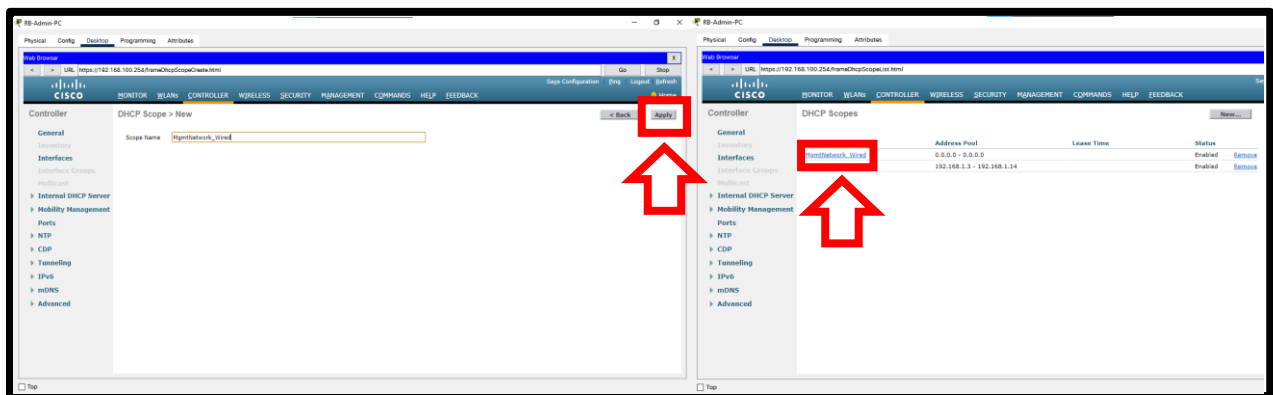 RB-Admin-PC
Physical Config Desktop Programming Attributes
Web Browser X
< > URL https://192.168.100.254/frameDhcpScopeCreate.html Go Stop
Save Configuration Ping Logout Refresh
CISCO MONITOR WLANs CONTROLLER WIRELESS SECURITY MANAGEMENT COMMANDS HELP FEEDBACK Home
Controller
General
Inventory
Interfaces
Interface Groups
Multicast
Internal DHCP Server
Mobility Management
Ports
NTP
CDP
Tunneling
IPv6
mDNS
Advanced
DHCP Scope > New < Back Apply
Scope Name MgmtNetwork_Wired
Top
RB-Admin-PC
Physical Config Desktop Programming Attributes
Web Browser
< > URL https://192.168.100.254/frameDhcpScopeList.html
CISCO MONITOR WLANs CONTROLLER WIRELESS SECURITY MANAGEMENT COMMANDS HELP FEEDBACK
Controller
General
Inventory
Interfaces
Interface Groups
Multicast
Internal DHCP Server
Mobility Management
Ports
NTP
CDP
Tunneling
IPv6
mDNS
Advanced
DHCP Scopes New...
Address Pool Lease Time Status
MgmtNetwork_Wired 0.0.0.0 - 0.0.0.0 Enabled Remove
192.168.1.3 - 192.168.1.14 Enabled Remove
Top